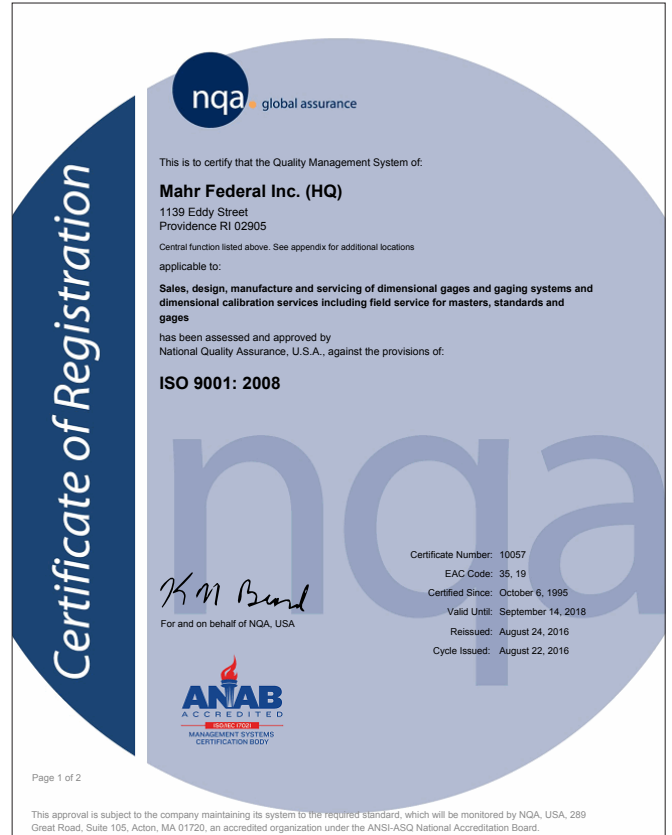 nqa. global assurance
Certificate of Registration
This is to certify that the Quality Management System of:
Mahr Federal Inc. (HQ)
1139 Eddy Street
Providence RI 02905
Central function listed above. See appendix for additional locations
applicable to:
Sales, design, manufacture and servicing of dimensional gages and gaging systems and
dimensional calibration services including field service for masters, standards and
gages
has been assessed and approved by
National Quality Assurance, U.S.A., against the provisions of:
ISO 9001: 2008
nqa
Certificate Number: 10057
EAC Code: 35, 19
Certified Since: October 6, 1995
Valid Until: September 14, 2018
Reissued: August 24, 2016
Cycle Issued: August 22, 2016
K M Beard
For and on behalf of NQA, USA
ANAB
ACCREDITED
ISO/IEC 17021
MANAGEMENT SYSTEMS
CERTIFICATION BODY
Page 1 of 2
This approval is subject to the company maintaining its system to the required standard, which will be monitored by NQA, USA, 289
Great Road, Suite 105, Acton, MA 01720, an accredited organization under the ANSI-ASQ National Accreditation Board.